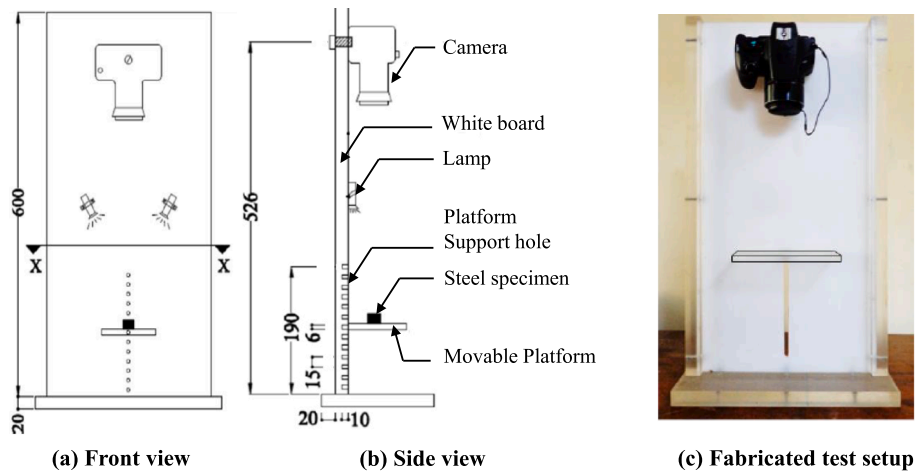 600
20
X
X
(a) Front view
526
190
6
15
20
10
Camera
White board
Lamp
Platform
Support hole
Steel specimen
Movable Platform
(b) Side view
(c) Fabricated test setup